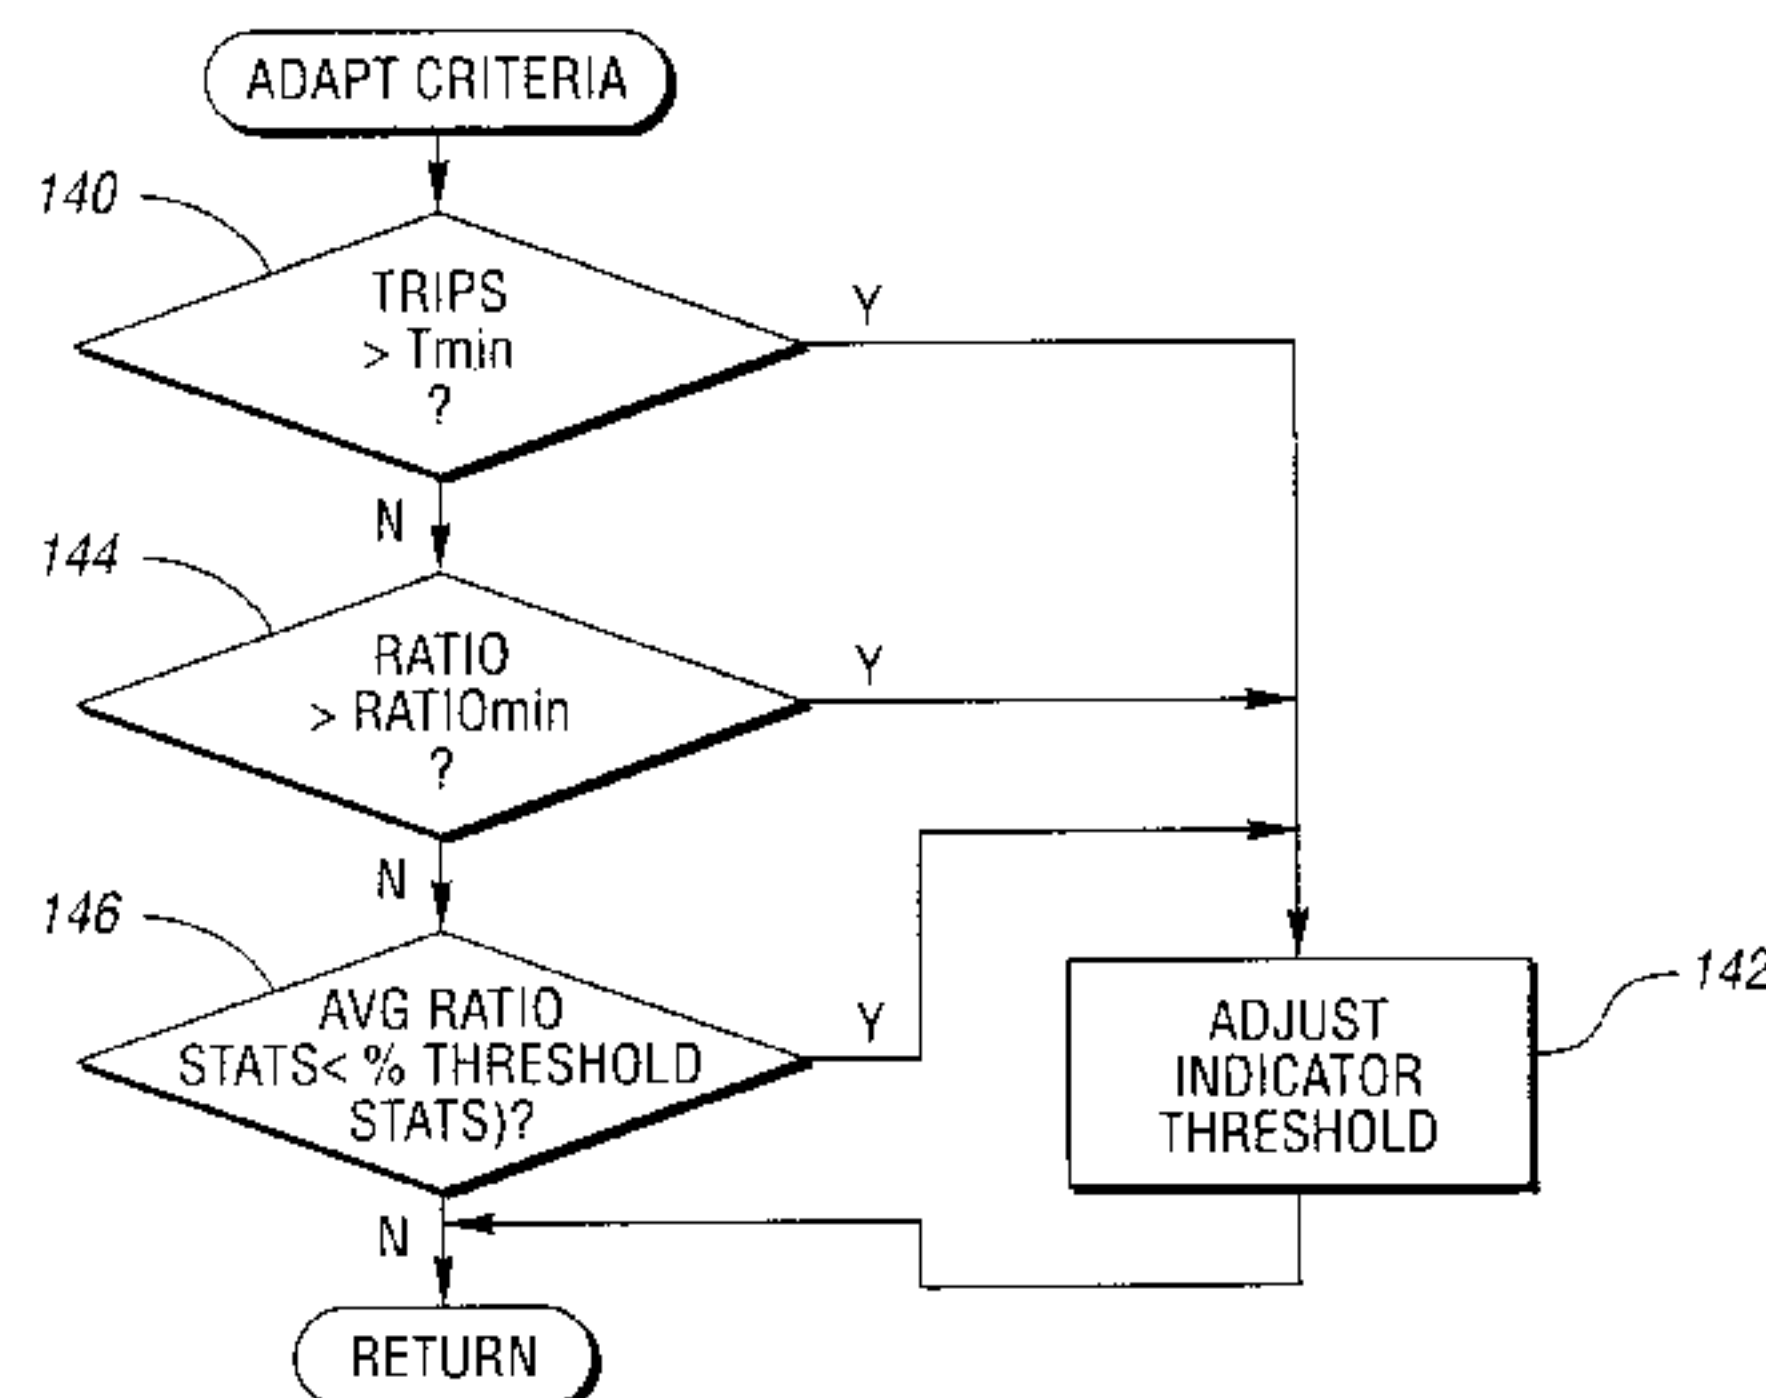 ADAPT CRITERIA
140
TRIPS
> Tmin
?
Y
N
144
RATIO
> RATIOmin
?
Y
N
146
AVG RATIO
STATS< % THRESHOLD
STATS)?
Y
N
ADJUST
INDICATOR
THRESHOLD
142
RETURN